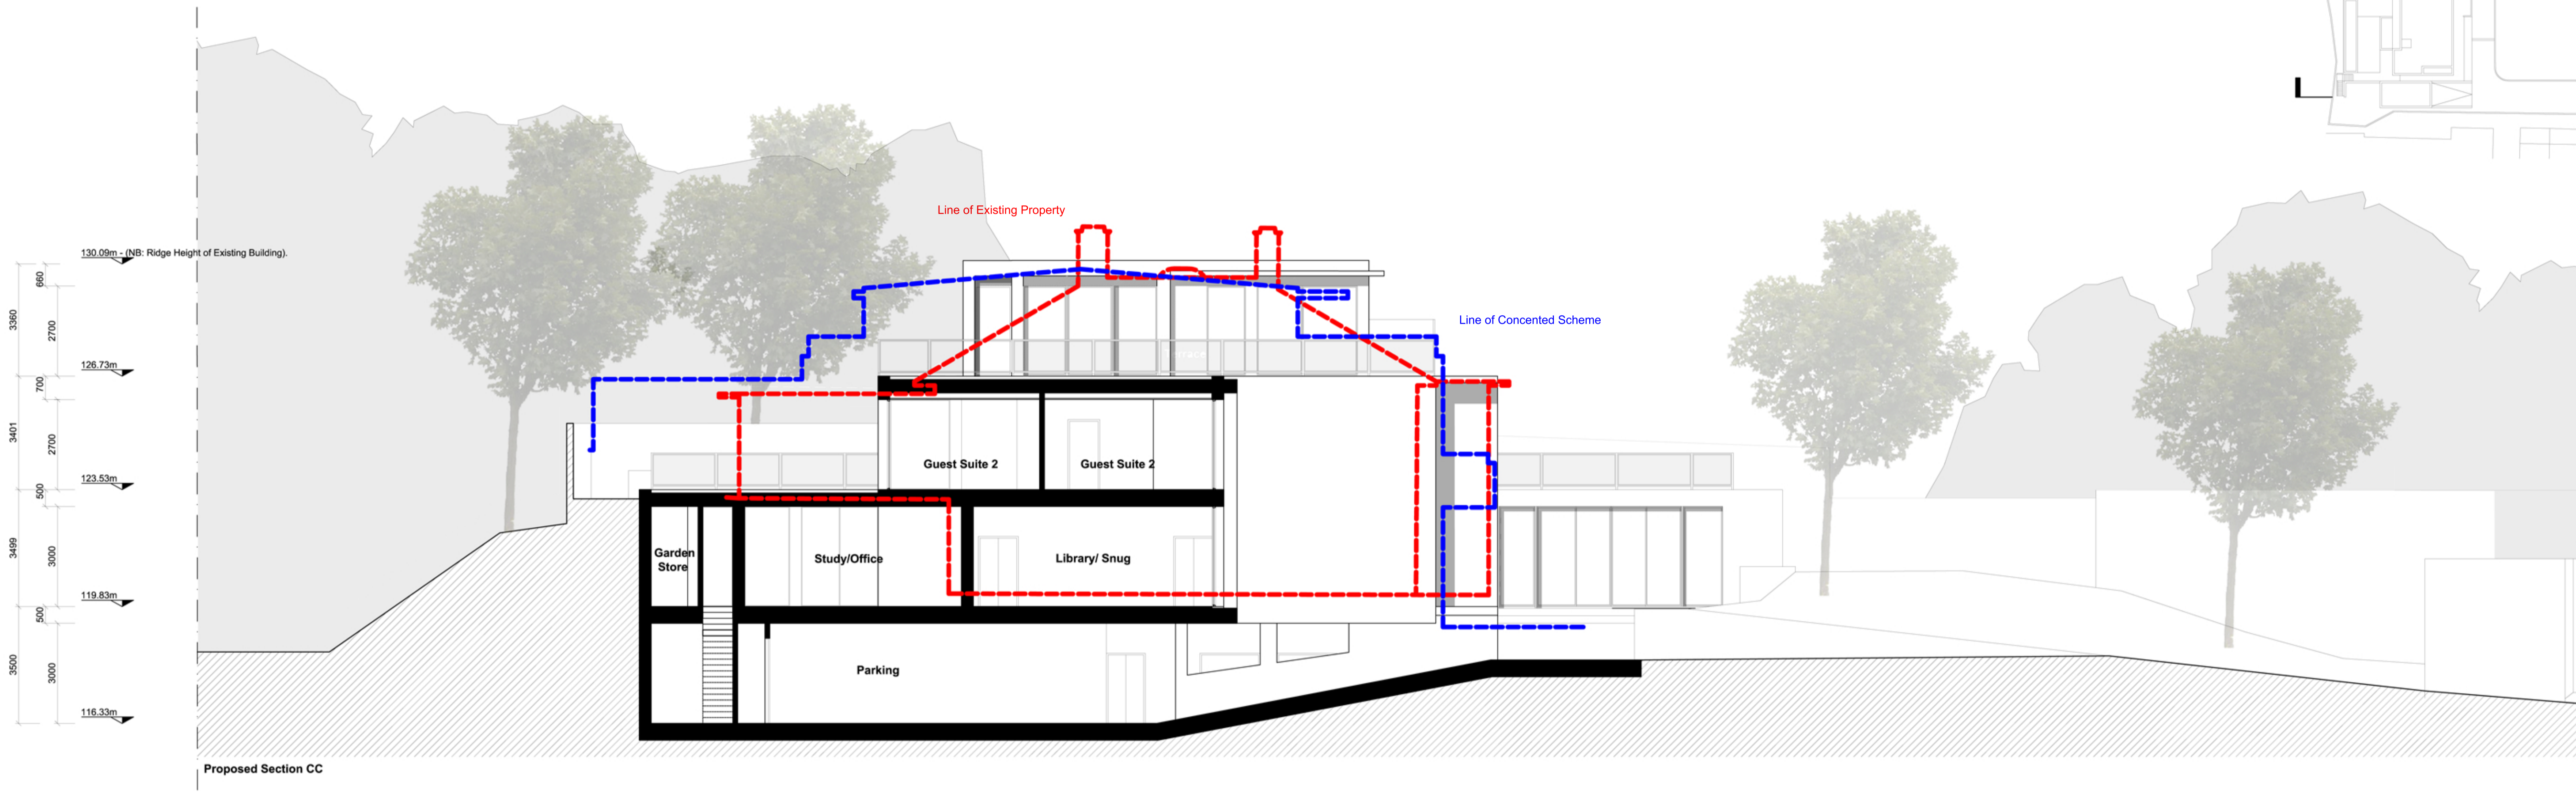 Line of Existing Property
130.09m - (NB: Ridge Height of Existing Building).
660
3360
2700
Line of Concented Scheme
Terrace
126.73m
700
3401
2700
Guest Suite 2
Guest Suite 2
123.53m
500
3499
3000
Garden
Store
Study/Office
Library/ Snug
119.83m
500
33500
3000
Parking
116.33m
Proposed Section CC